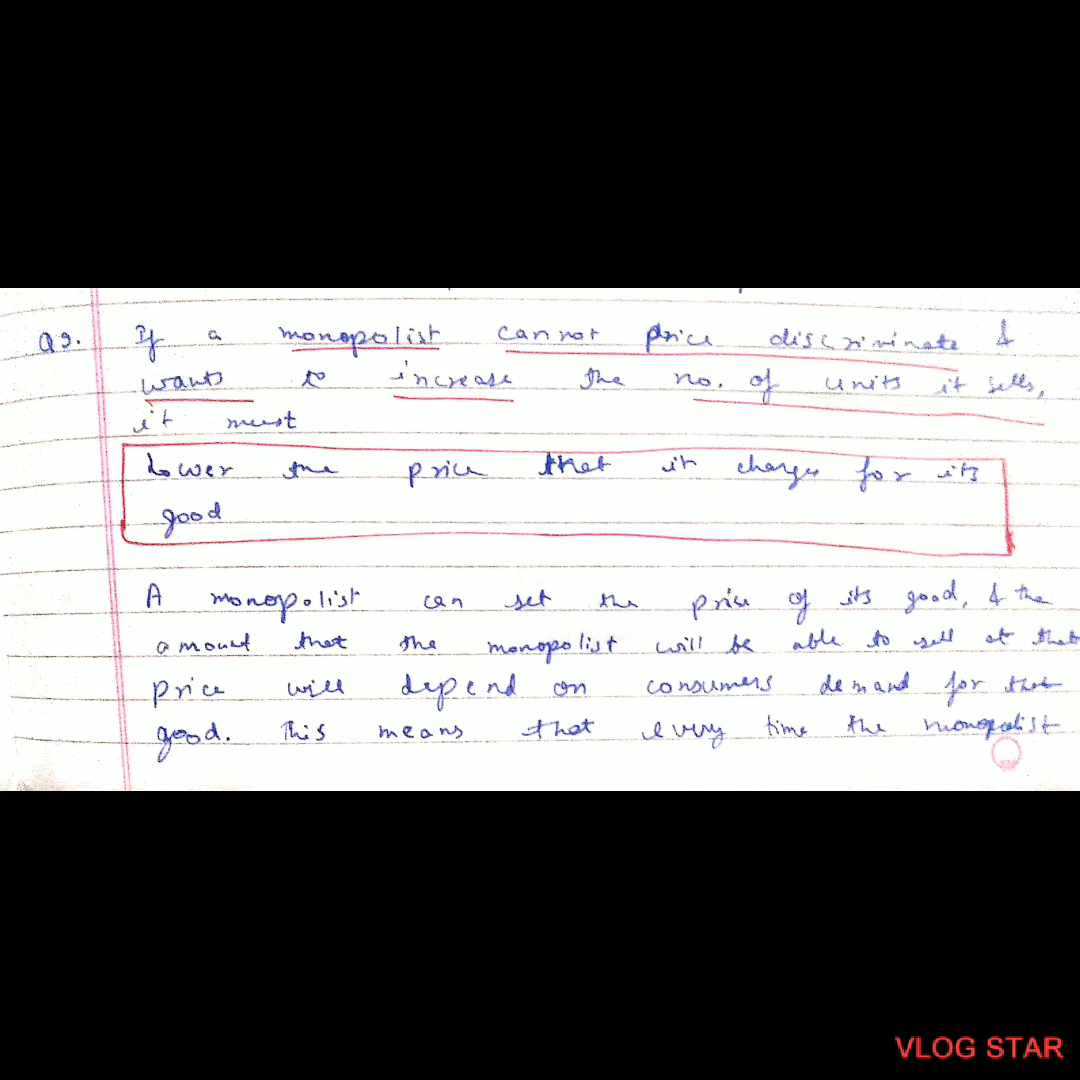 Q9. If a monopolist cannot price discriminate &
wants to increase the no. of units it sells,
it must
Lower the price that it charges for its
good
A monopolist can set the price of its good, & the
amount that the monopolist will be able to sell at that
price will depend on consumers demand for that
good. This means that every time the monopolist
VLOG STAR